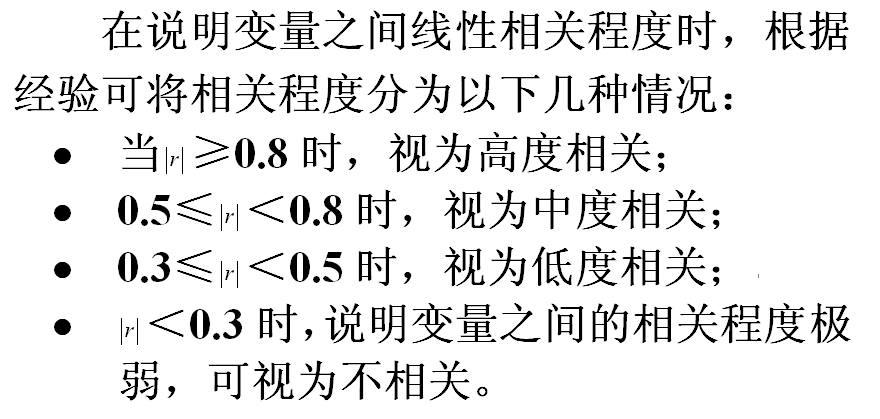 在说明变量之间线性相关程度时，根据
经验可将相关程度分为以下几种情况：
● 当|r|≥0.8 时，视为高度相关；
● 0.5≤|r|＜0.8 时，视为中度相关；
● 0.3≤|r|＜0.5 时，视为低度相关；
● |r|＜0.3 时，说明变量之间的相关程度极
弱，可视为不相关。